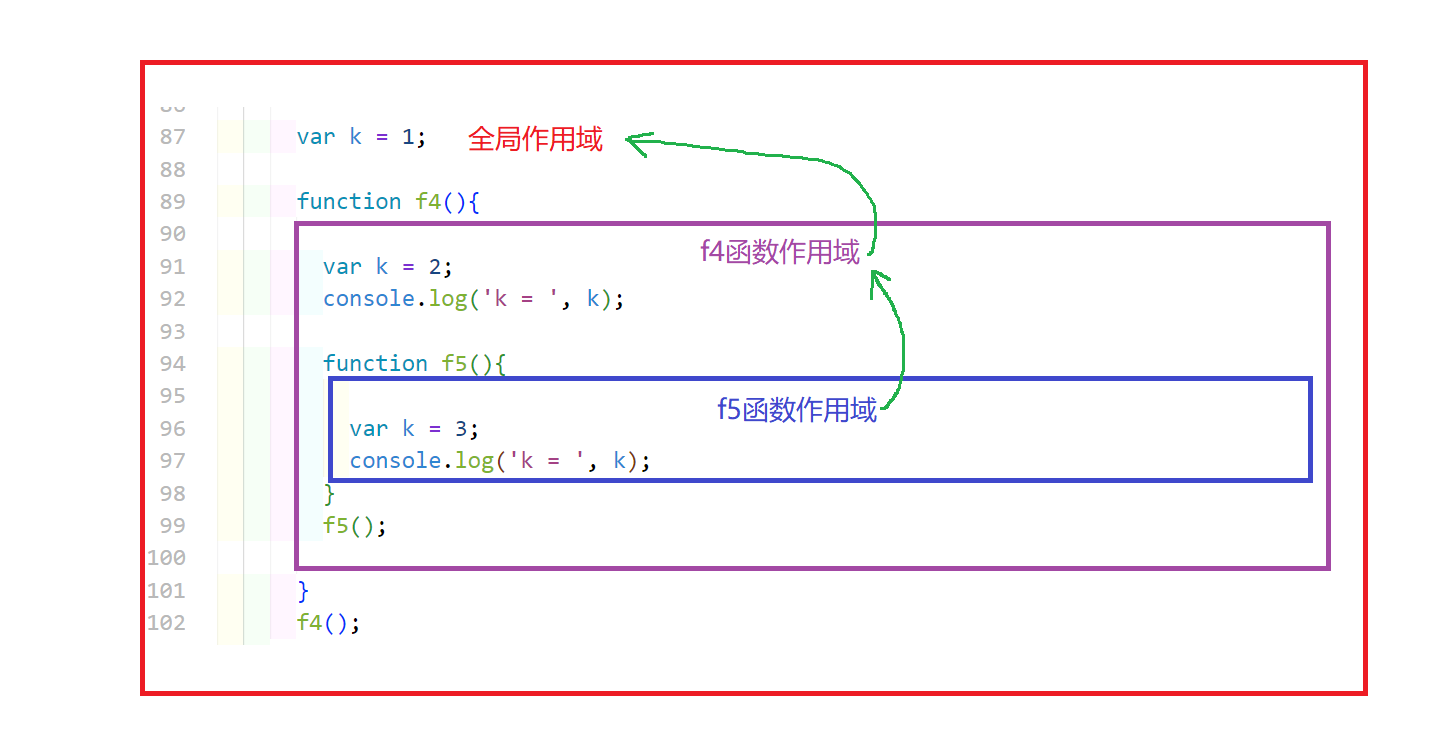 87 var k = 1; 全局作用域
88
89 function f4(){
90 f4函数作用域
91 var k = 2;
92 console.log('k = ', k);
93
94 function f5(){
95 f5函数作用域
96 var k = 3;
97 console.log('k = ', k);
98 }
99 f5();
100
101 }
102 f4();